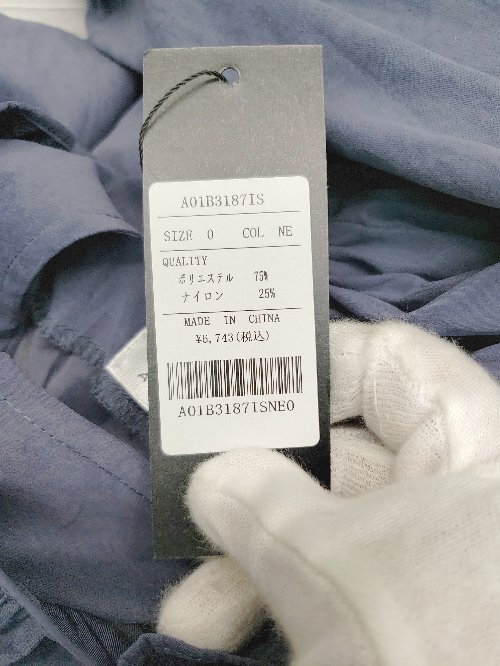 A01B3187IS
SIZE 0 COL NE
QUALITY
ポリエステル 75%
ナイロン 25%
MADE IN CHINA
¥6,743(税込)
A01B3187ISNE0